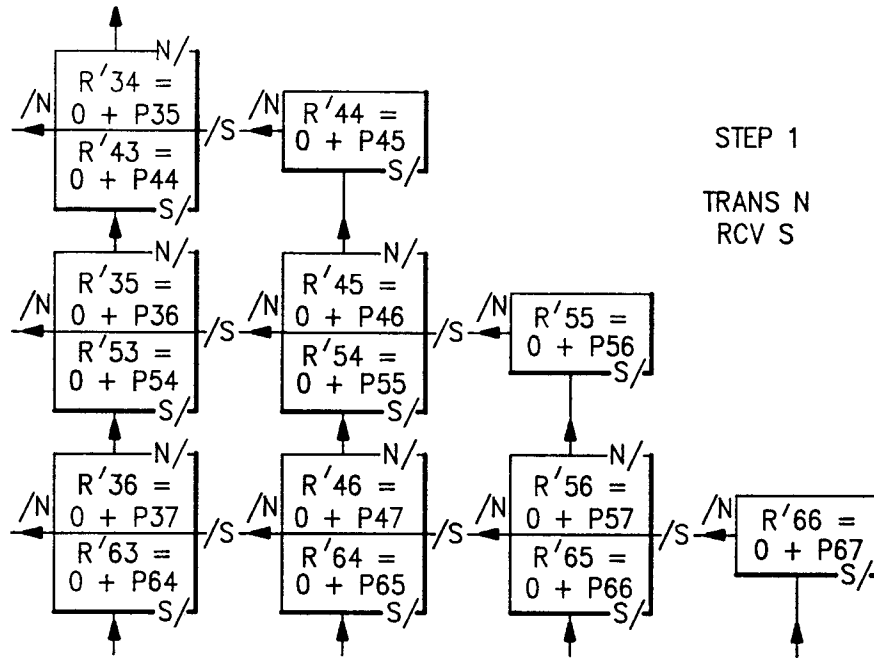 N/
R'34 =
/N
0 + P35
R'43 =
0 + P44
S/
/S
/N
R'44 =
0 + P45
S/
STEP 1
TRANS N
RCV S
N/
R'35 =
/N
0 + P36
R'53 =
0 + P54
S/
/S
N/
/N
R'45 =
0 + P46
R'54 =
0 + P55
S/
/S
/N
R'55 =
0 + P56
S/
N/
R'36 =
/N
0 + P37
R'63 =
0 + P64
S/
/S
N/
/N
R'46 =
0 + P47
R'64 =
0 + P65
S/
/S
N/
/N
R'56 =
0 + P57
R'65 =
0 + P66
S/
/S
/N
R'66 =
0 + P67
S/